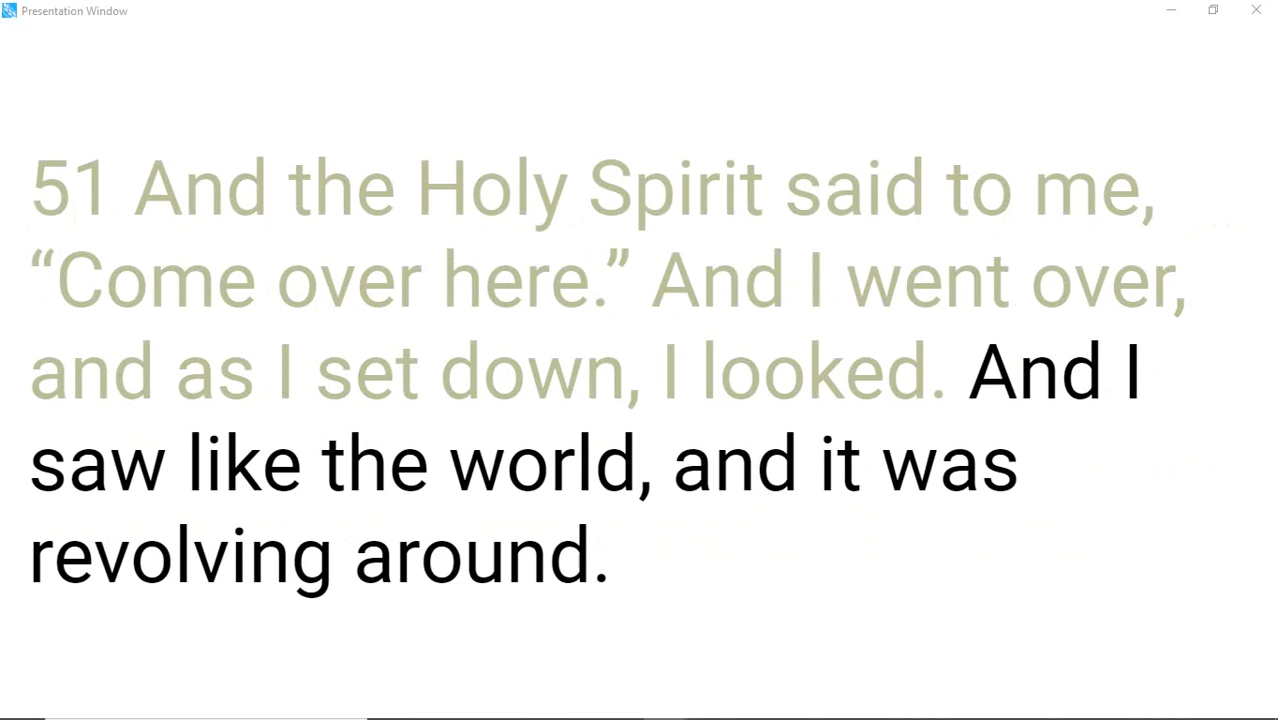 Presentation Window
51 And the Holy Spirit said to me,
“Come over here.” And I went over,
and as I set down, I looked. And I
saw like the world, and it was
revolving around.